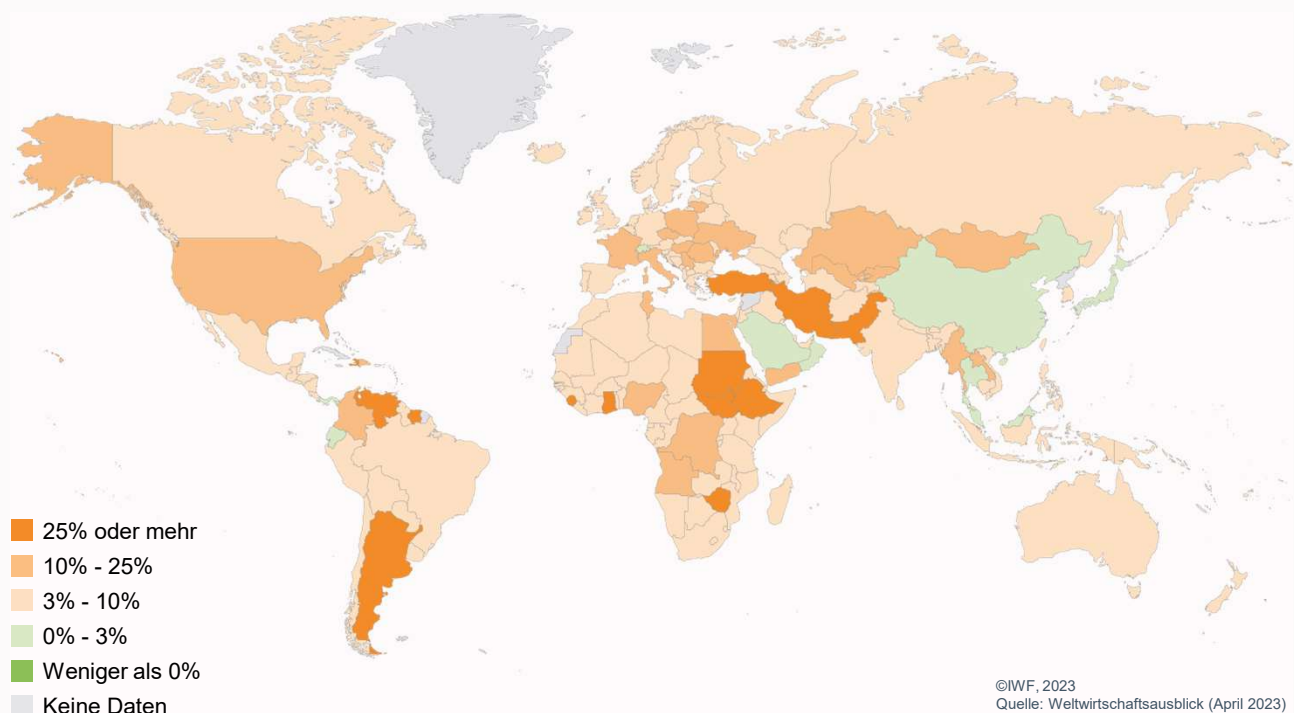 25% oder mehr
10% - 25%
3% - 10%
0% - 3%
Weniger als 0%
Keine Daten
©IWF, 2023
Quelle: Weltwirtschaftsausblick (April 2023)